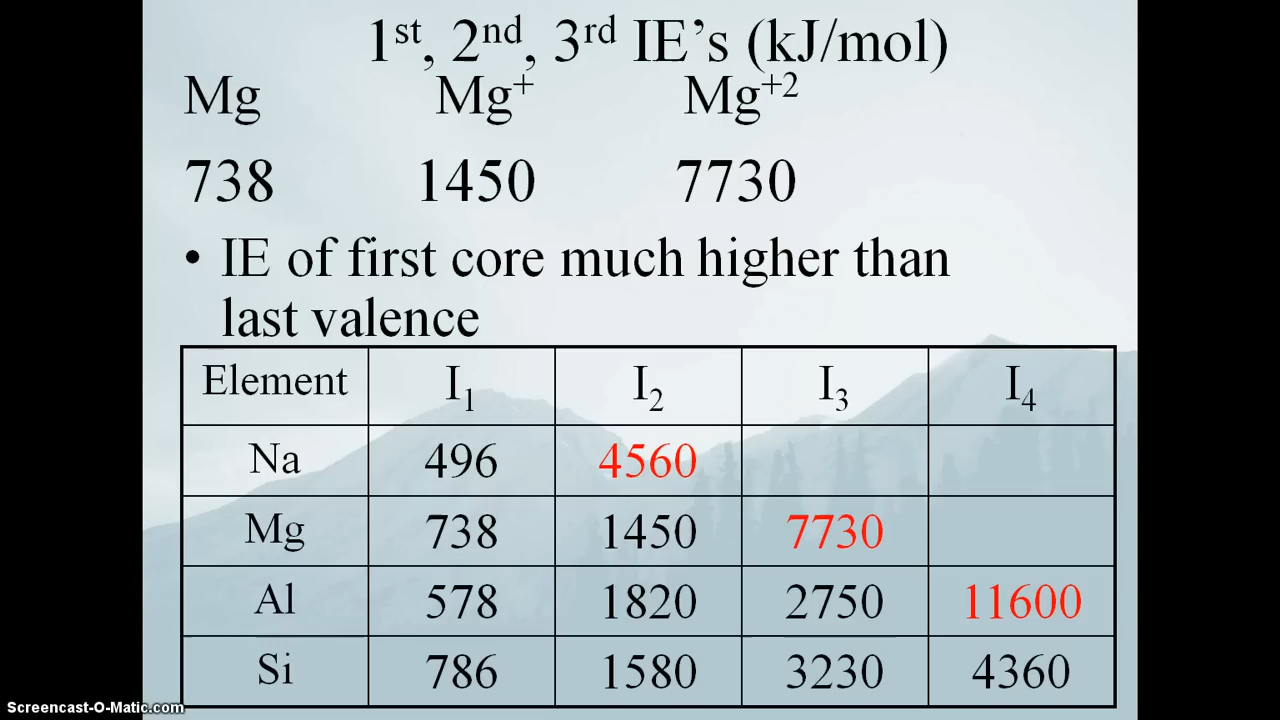 1st, 2nd, 3rd IE’s (kJ/mol)
Mg Mg+ Mg+2
738 1450 7730
• IE of first core much higher than
last valence
Element I1 I2 I3 I4
Na 496 4560
Mg 738 1450 7730
Al 578 1820 2750 11600
Si 786 1580 3230 4360
Screencast-O-Matic.com